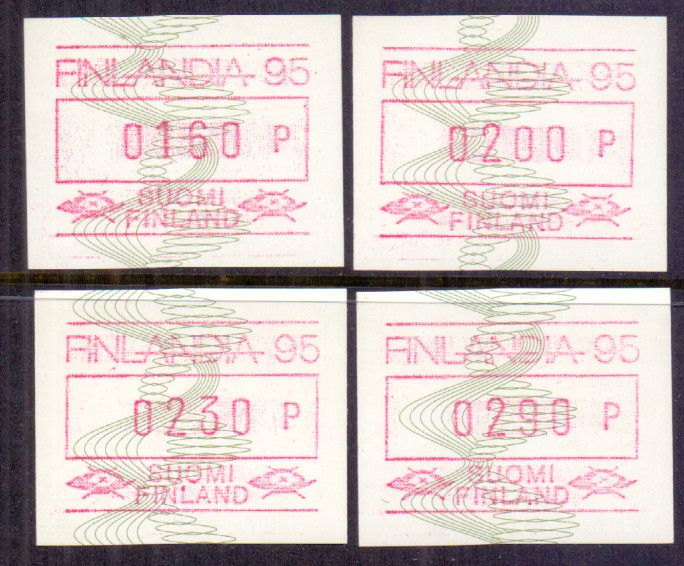 FINLANDIA 95
0160 P
SUOMI
FINLAND
FINLANDIA 95
0200 P
SUOMI
FINLAND
FINLANDIA 95
0230 P
SUOMI
FINLAND
FINLANDIA 95
0290 P
SUOMI
FINLAND